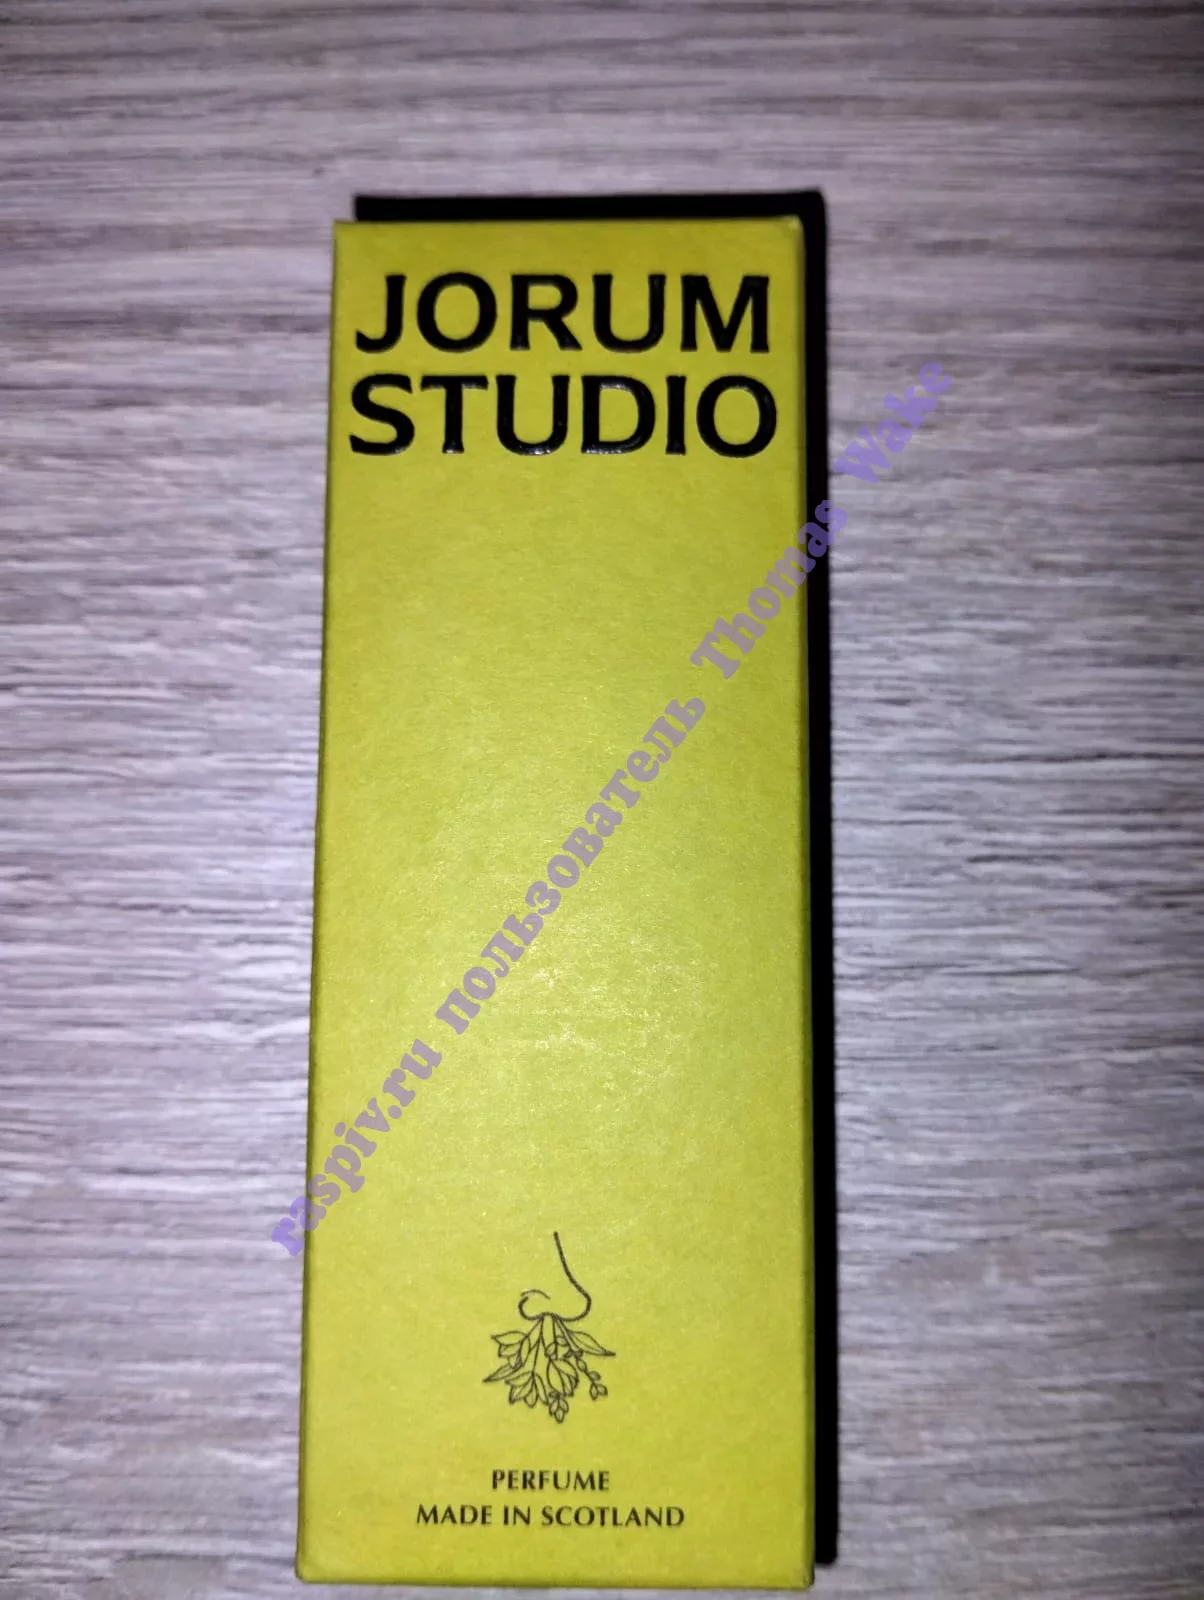 JORUM
STUDIO
raspiv.ru пользователь Thomas Wake
PERFUME
MADE IN SCOTLAND